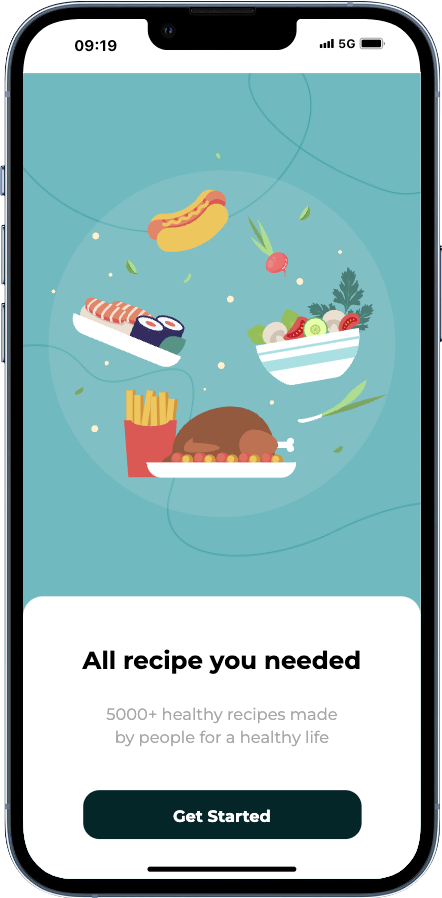 09:19
5G
All recipe you needed
5000+ healthy recipes made
by people for a healthy life
Get Started